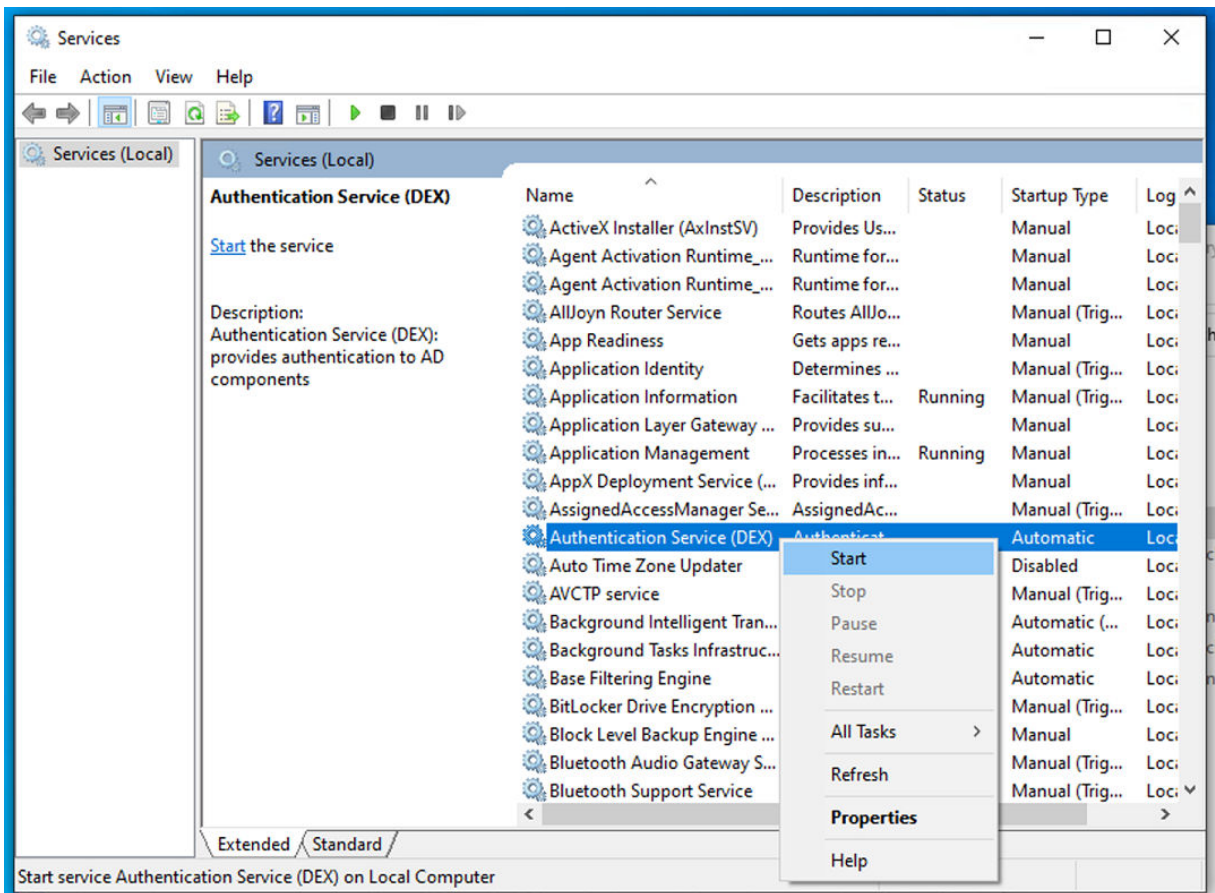 Services
File Action View Help
Services (Local)
Services (Local)
Authentication Service (DEX)
Start the service
Description:
Authentication Service (DEX):
provides authentication to AD
components
Name Description Status Startup Type Log
ActiveX Installer (AxInstSV) Provides Us... Manual Loca
Agent Activation Runtime_... Runtime for... Manual Loca
Agent Activation Runtime_... Runtime for... Manual Loca
AllJoyn Router Service Routes AllJo... Manual (Trig... Loca
App Readiness Gets apps re... Manual Loca
Application Identity Determines ... Manual (Trig... Loca
Application Information Facilitates t... Running Manual (Trig... Loca
Application Layer Gateway ... Provides su... Manual Loca
Application Management Processes in... Running Manual Loca
AppX Deployment Service (... Provides inf... Manual Loca
AssignedAccessManager Se... AssignedAc... Manual (Trig... Loca
Authentication Service (DEX) Authenticat... Automatic Loca
Auto Time Zone Updater Disabled Loca
AVCTP service Manual (Trig... Loca
Background Intelligent Tran... Automatic (... Loca
Background Tasks Infrastruc... Automatic Loca
Base Filtering Engine Automatic Loca
BitLocker Drive Encryption ... Manual (Trig... Loca
Block Level Backup Engine ... Manual Loca
Bluetooth Audio Gateway S... Manual (Trig... Loca
Bluetooth Support Service Manual (Trig... Loca
Start
Stop
Pause
Resume
Restart
All Tasks
Refresh
Properties
Help
Extended Standard
Start service Authentication Service (DEX) on Local Computer